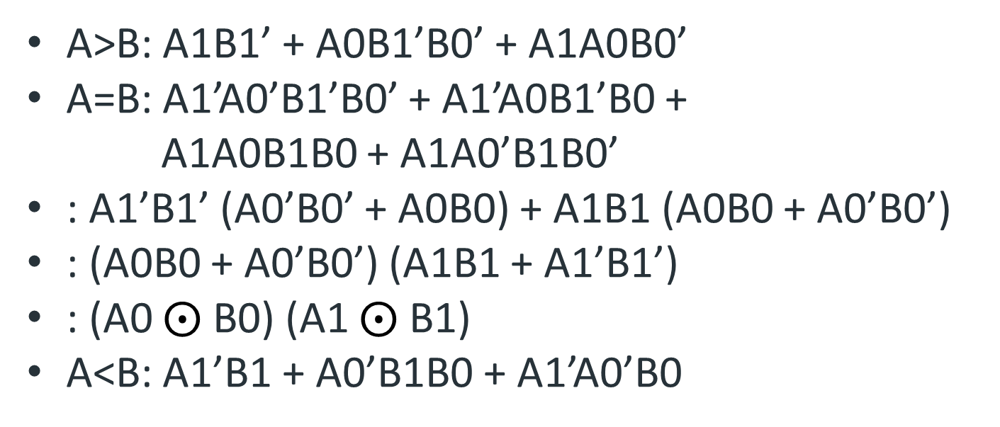 • A>B: A1B1’ + A0B1’B0’ + A1A0B0’
• A=B: A1’A0’B1’B0’ + A1’A0B1’B0 +
A1A0B1B0 + A1A0’B1B0’
• : A1’B1’ (A0’B0’ + A0B0) + A1B1 (A0B0 + A0’B0’)
• : (A0B0 + A0’B0’) (A1B1 + A1’B1’)
• : (A0 ⊙ B0) (A1 ⊙ B1)
• A<B: A1’B1 + A0’B1B0 + A1’A0’B0